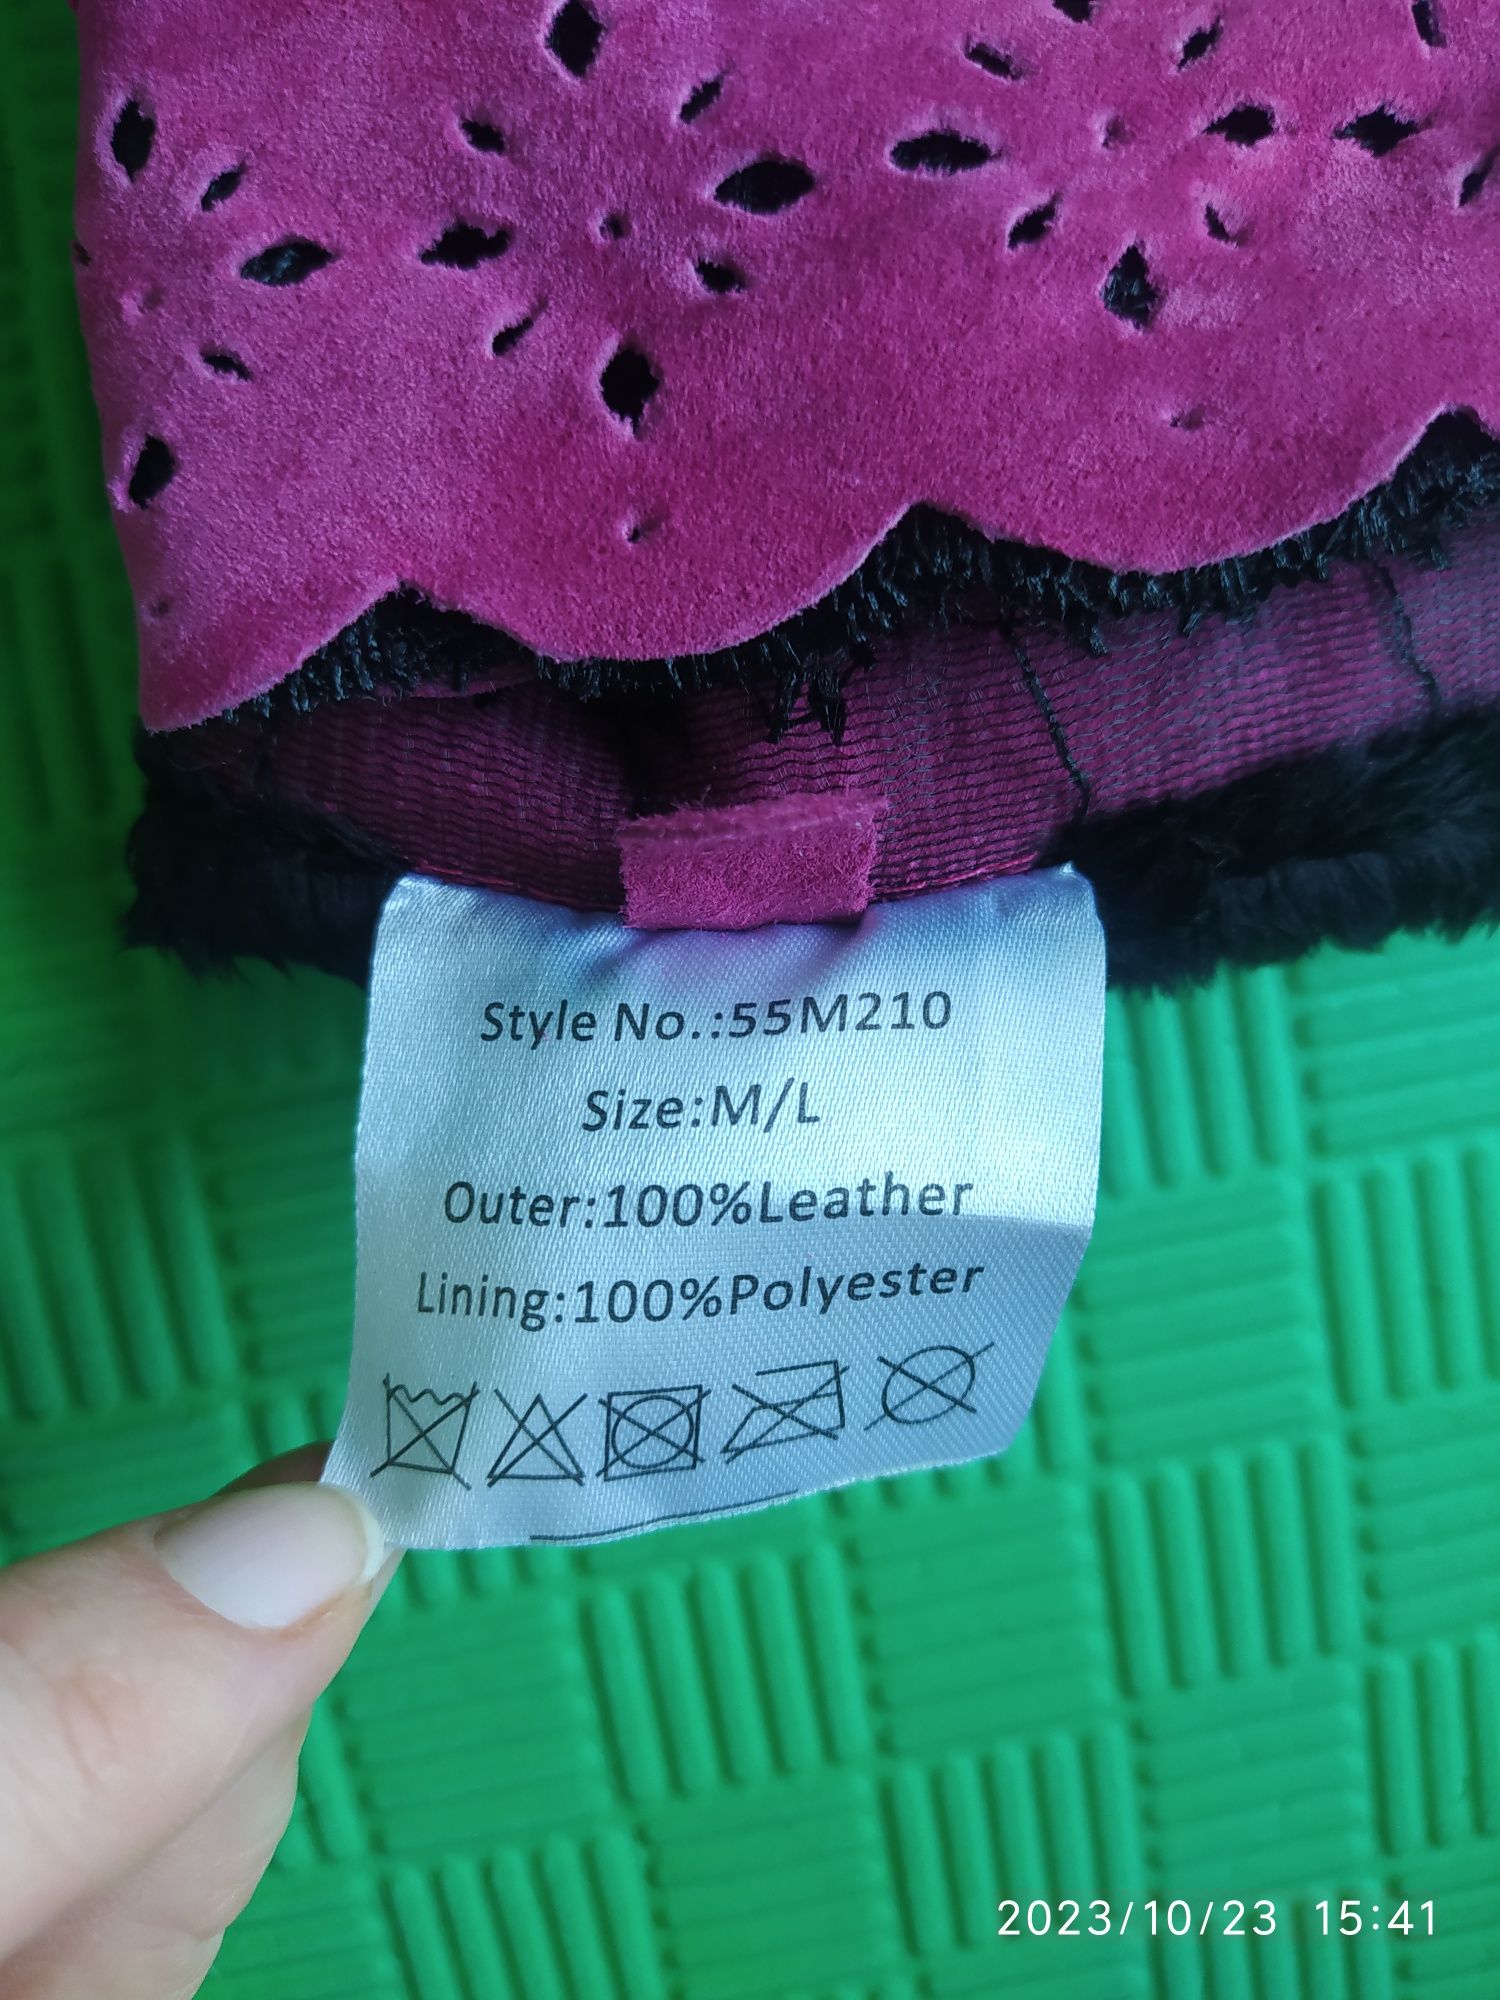 Style No.:55M210
Size:M/L
Outer:100%Leather
Lining:100%Polyester
2023/10/23 15:41